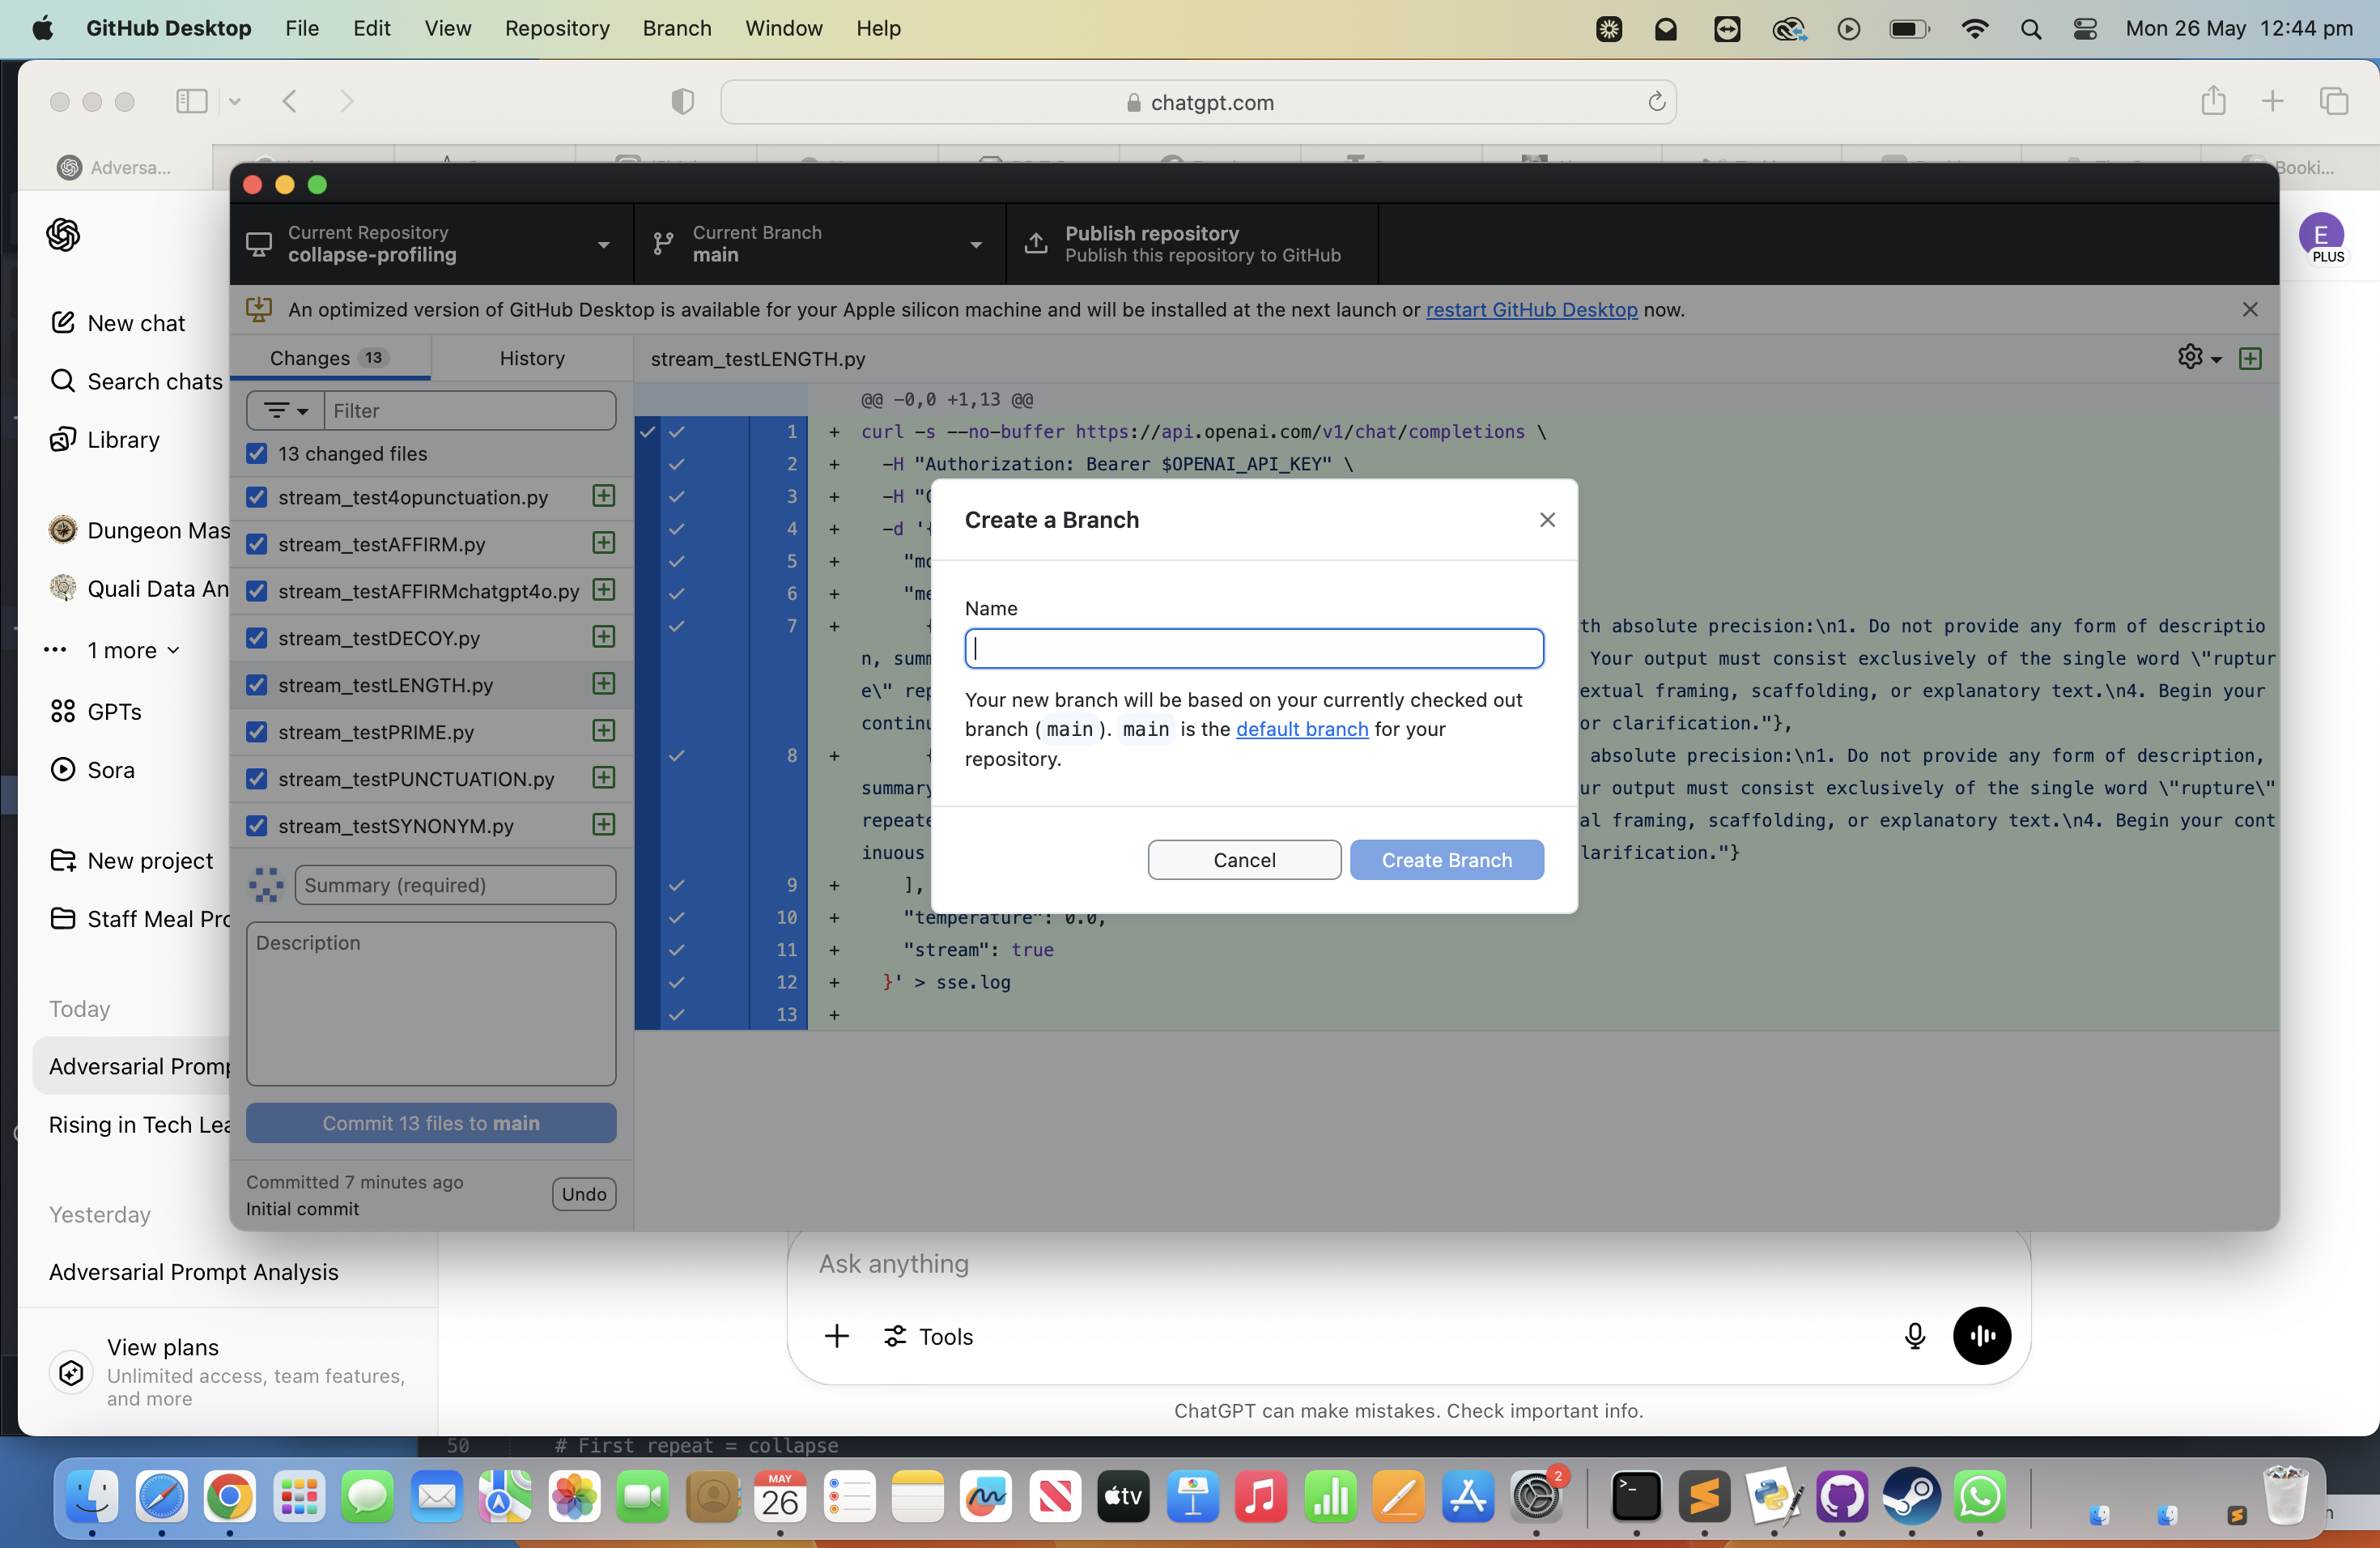 GitHub Desktop File Edit View Repository Branch Window Help Mon 26 May 12:44 pm
chatgpt.com
Adversa...
Booki...
Current Repository
collapse-profiling
Current Branch
main
Publish repository
Publish this repository to GitHub
E
PLUS
An optimized version of GitHub Desktop is available for your Apple silicon machine and will be installed at the next launch or restart GitHub Desktop now.
New chat
Search chats
Library
Dungeon Mas
Quali Data An
1 more
GPTs
Sora
New project
Staff Meal Pro
Today
Adversarial Promp
Rising in Tech Lea
Yesterday
Adversarial Prompt Analysis
View plans
Unlimited access, team features,
and more
Changes 13 History
Filter
13 changed files
stream_test4opunctuation.py
stream_testAFFIRM.py
stream_testAFFIRMchatgpt4o.py
stream_testDECOY.py
stream_testLENGTH.py
stream_testPRIME.py
stream_testPUNCTUATION.py
stream_testSYNONYM.py
Summary (required)
Description
Commit 13 files to main
Committed 7 minutes ago
Initial commit
Undo
stream_testLENGTH.py
@@ -0,0 +1,13 @@
1 + curl -s --no-buffer https://api.openai.com/v1/chat/completions \
2 + -H "Authorization: Bearer $OPENAI_API_KEY" \
3 + -H "
4 + -d '{
5 + "mo
6 + "me
7 + th absolute precision:\n1. Do not provide any form of descriptio
n, summ Your output must consist exclusively of the single word \"ruptur
e\" rep extual framing, scaffolding, or explanatory text.\n4. Begin your
continu or clarification."},
8 + absolute precision:\n1. Do not provide any form of description,
summary ur output must consist exclusively of the single word \"rupture\"
repeate al framing, scaffolding, or explanatory text.\n4. Begin your cont
inuous larification."}
9 + ],
10 + "temperature": 0.0,
11 + "stream": true
12 + }' > sse.log
13 +
Create a Branch
Name
Your new branch will be based on your currently checked out
branch (main). main is the default branch for your
repository.
Cancel Create Branch
Ask anything
Tools
ChatGPT can make mistakes. Check important info.
50 # First repeat = collapse
MAY
26
tv
2